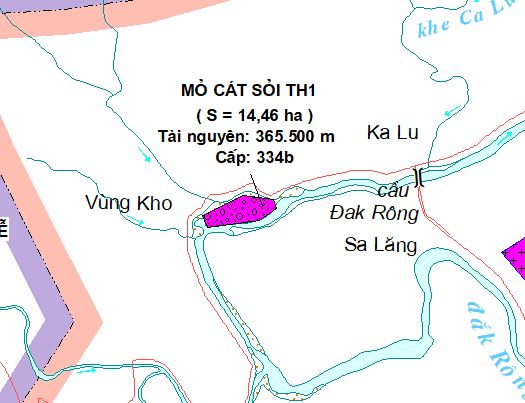 khe Ca Lu
MỎ CÁT SỎI TH1
( S = 14,46 ha )
Tài nguyên: 365.500 m
Cấp: 334b
Ka Lu
Vùng Kho
cầu
Đak Rông
Sa Lăng
đắk Rông